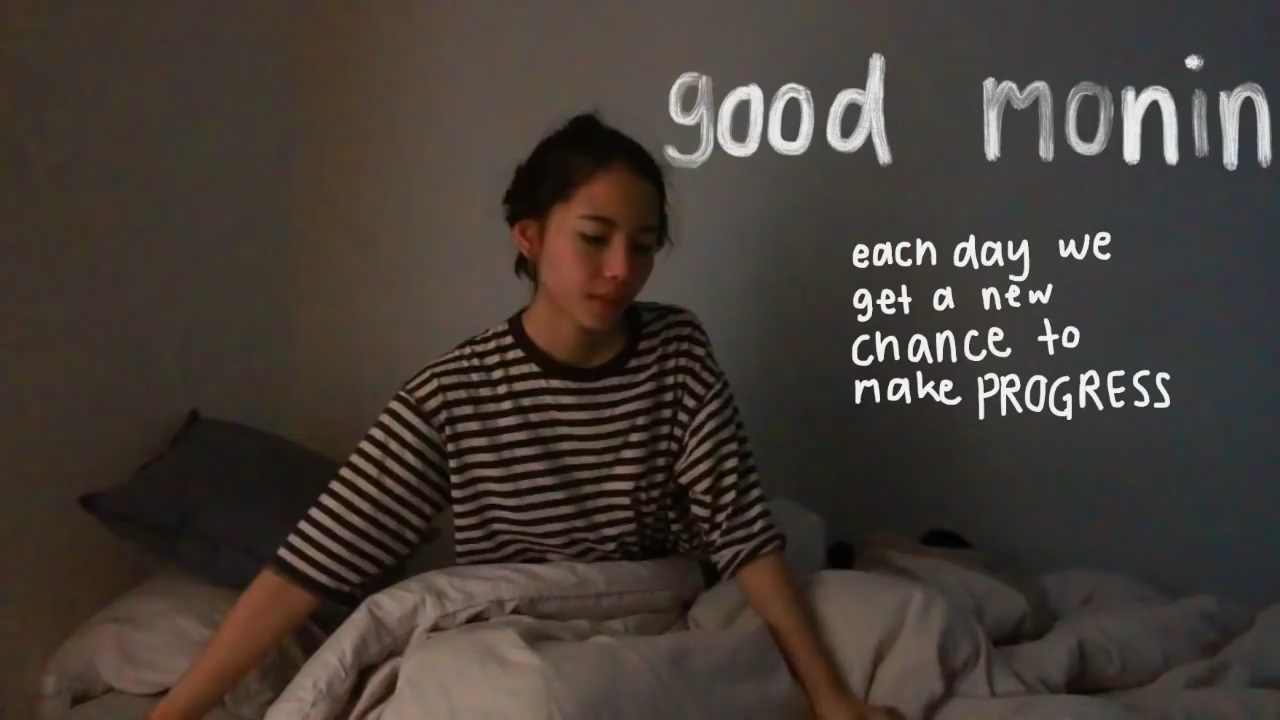 good monin
each day we
get a new
chance to
make PROGRESS